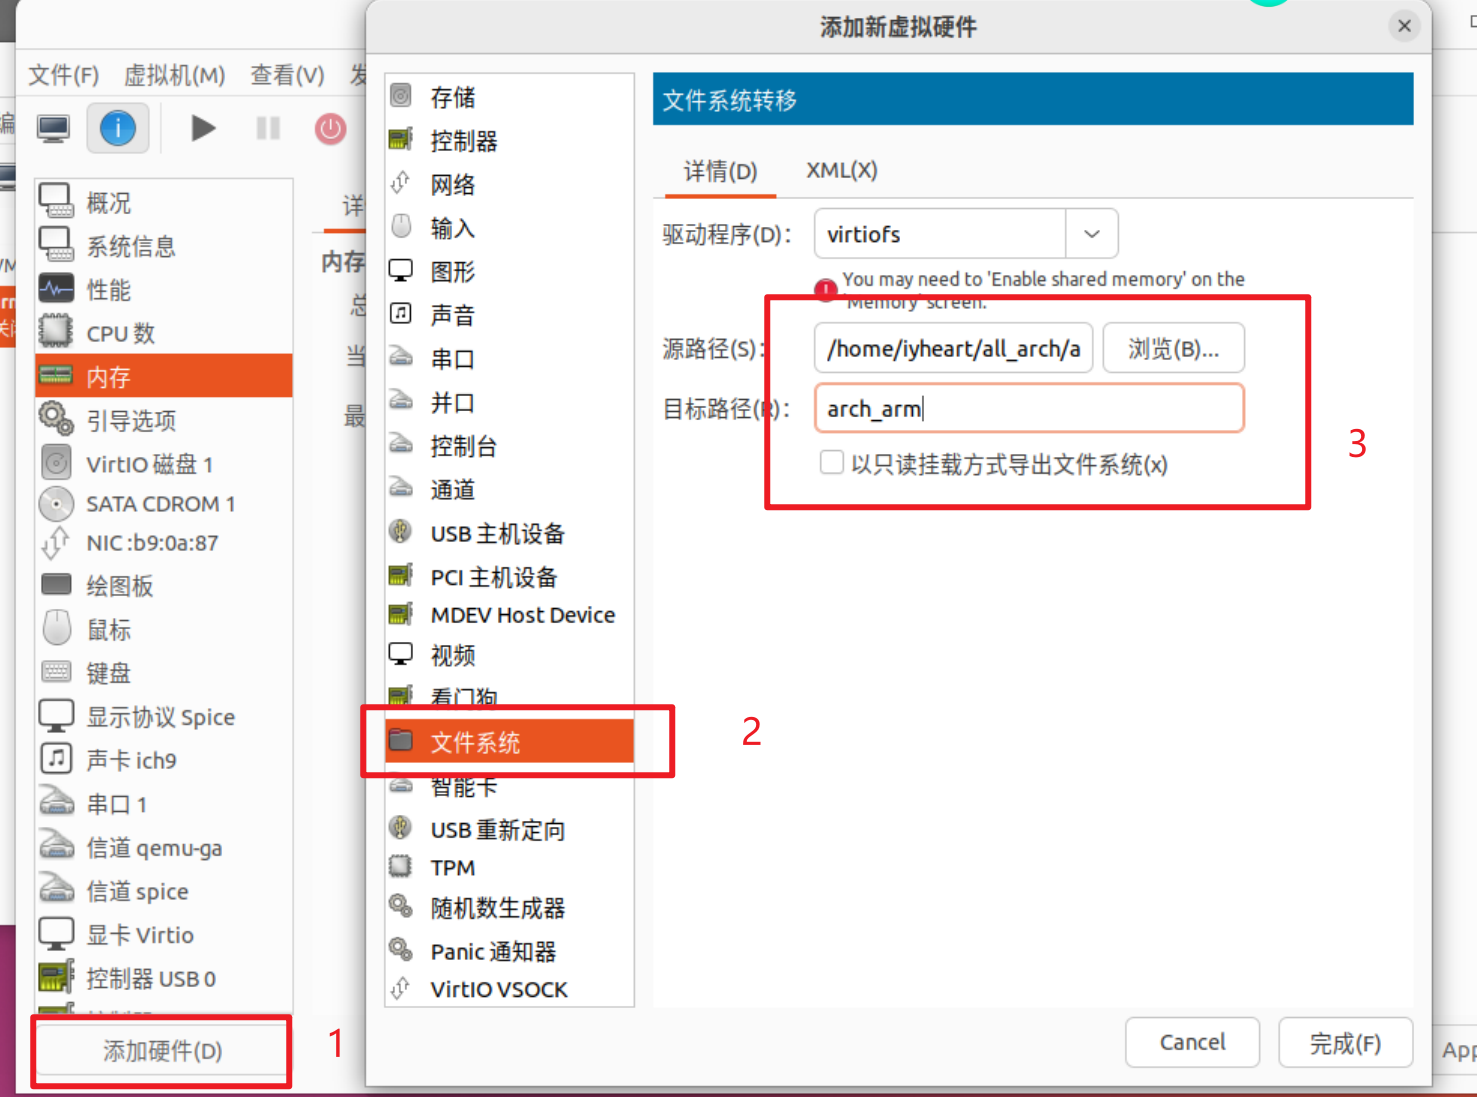 添加新虚拟硬件
文件(F) 虚拟机(M) 查看(V) 发
编
概况
系统信息
性能
CPU 数
内存
引导选项
VirtIO 磁盘 1
SATA CDROM 1
NIC :b9:0a:87
绘图板
鼠标
键盘
显示协议 Spice
声卡 ich9
串口 1
信道 qemu-ga
信道 spice
显卡 Virtio
控制器 USB 0
添加硬件(D)
1
详
内存
总
当
最
存储
控制器
网络
输入
图形
声音
串口
并口
控制台
通道
USB 主机设备
PCI 主机设备
MDEV Host Device
视频
看门狗
文件系统
智能卡
USB 重新定向
TPM
随机数生成器
Panic 通知器
VirtIO VSOCK
2
文件系统转移
详情(D) XML(X)
驱动程序(D): virtiofs
You may need to 'Enable shared memory' on the
'Memory' screen.
源路径(S): /home/iyheart/all_arch/a 浏览(B)...
目标路径(R): arch_arm
以只读挂载方式导出文件系统(x)
3
Cancel 完成(F)
App